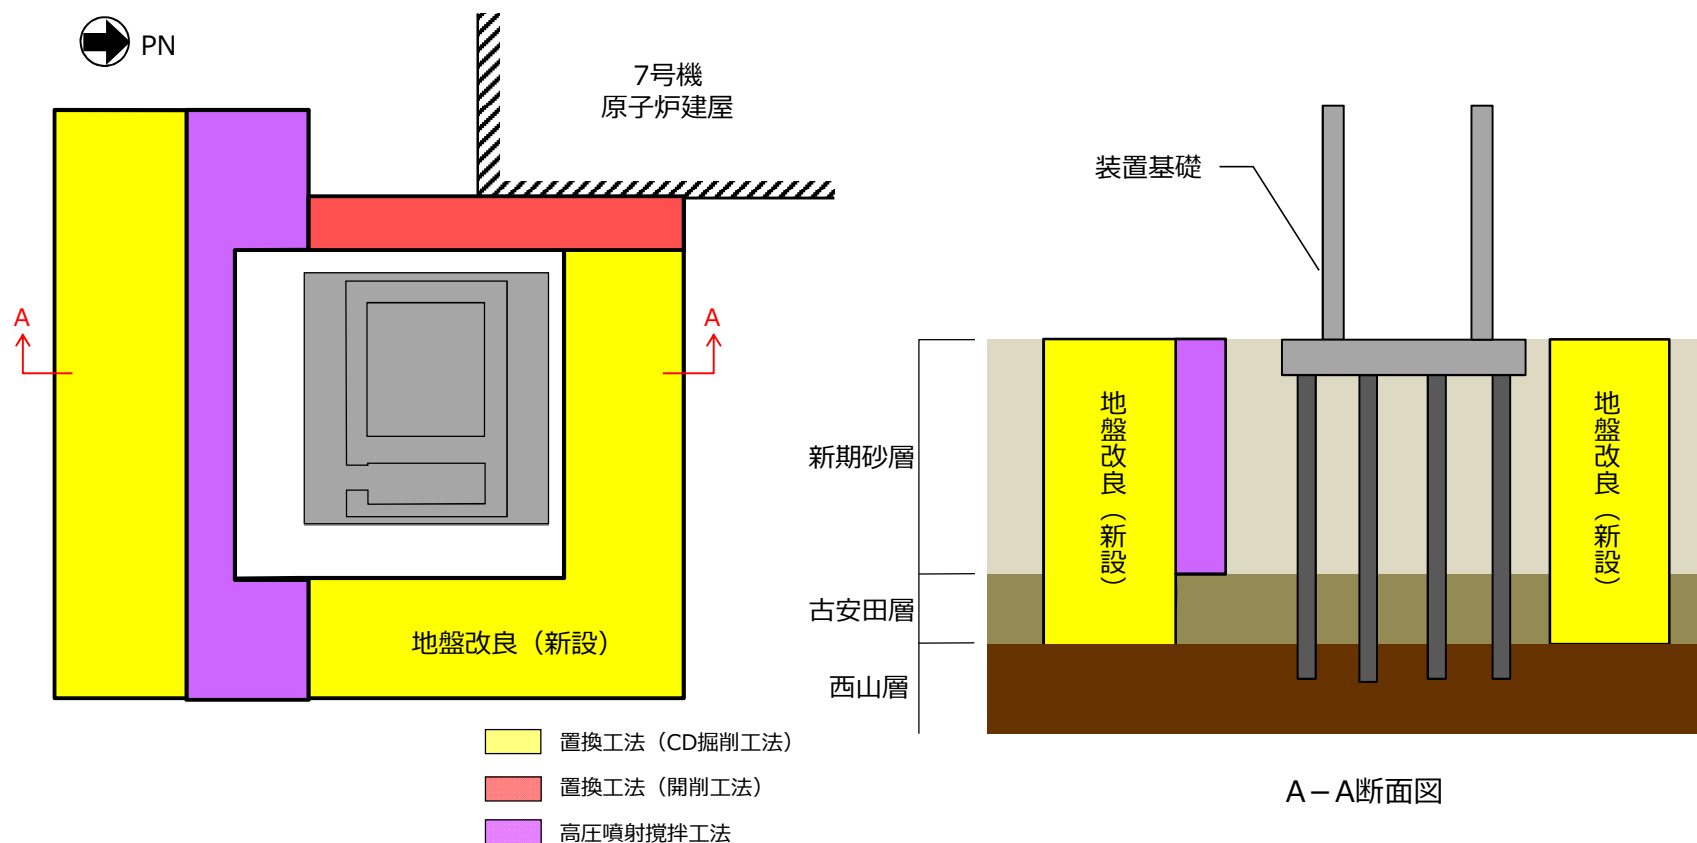 PN
7号機
原子炉建屋
A
A
地盤改良（新設）
置換工法（CD掘削工法）
置換工法（開削工法）
高圧噴射撹拌工法
装置基礎
新期砂層
古安田層
西山層
地盤改良（新設）
地盤改良（新設）
A－A断面図